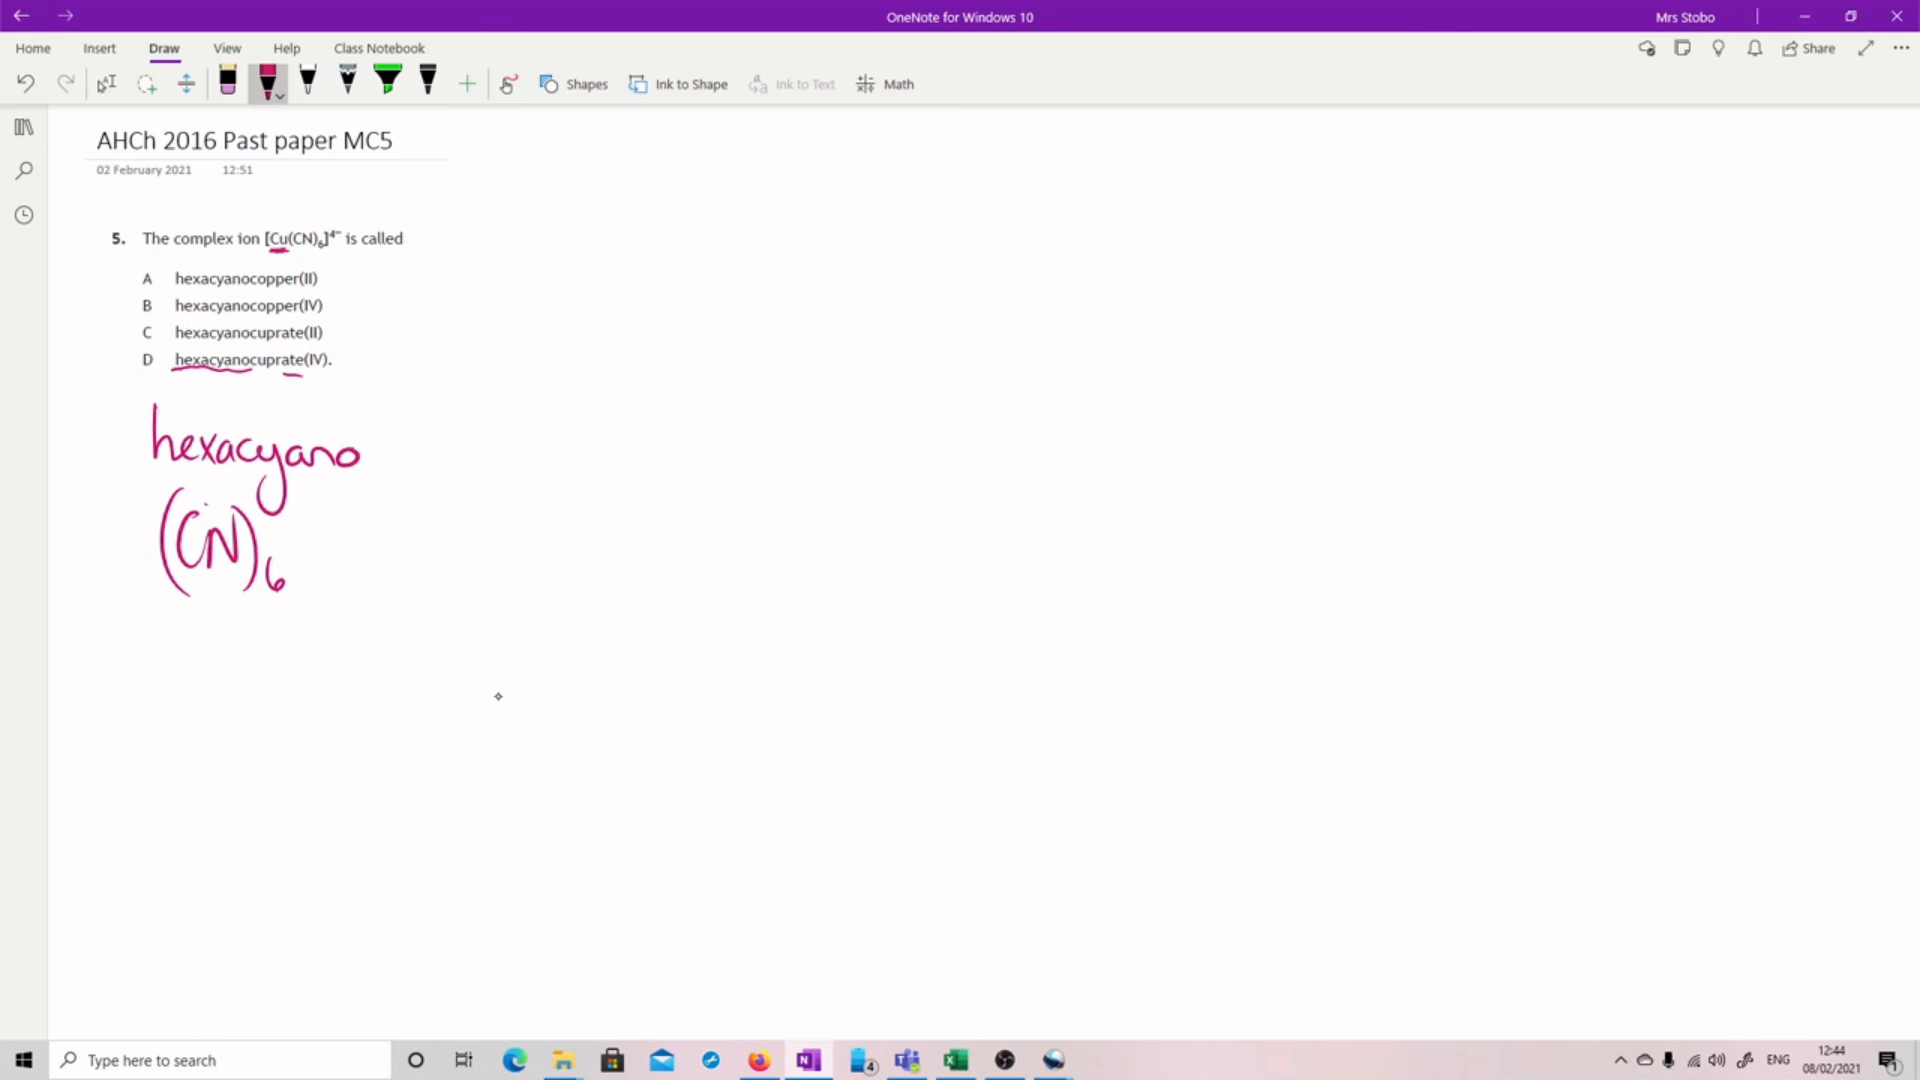 OneNote for Windows 10
Mrs Stobo
Home Insert Draw View Help Class Notebook
Share
Shapes Ink to Shape Ink to Text Math
AHCh 2016 Past paper MC5
02 February 2021 12:51
5. The complex ion [Cu(CN)₆]⁴⁻ is called
A hexacyanocopper(II)
B hexacyanocopper(IV)
C hexacyanocuprate(II)
D hexacyanocuprate(IV).
hexacyano
(CN)₆
Type here to search
4
ENG
12:44
08/02/2021
1